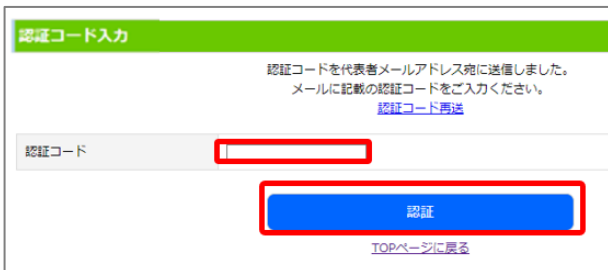 認証コード入力
認証コードを代表者メールアドレス宛に送信しました。
メールに記載の認証コードをご入力ください。
認証コード再送
認証コード
認証
TOPページに戻る